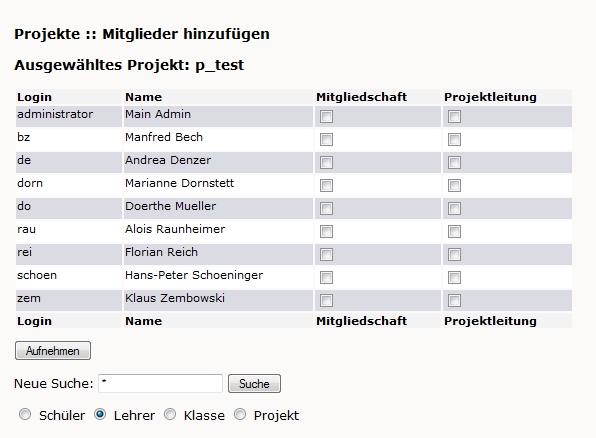 Projekte :: Mitglieder hinzufügen
Ausgewähltes Projekt: p_test
Login Name Mitgliedschaft Projektleitung
administrator Main Admin
bz Manfred Bech
de Andrea Denzer
dorn Marianne Dornstett
do Doerthe Mueller
rau Alois Raunheimer
rei Florian Reich
schoen Hans-Peter Schoeninger
zem Klaus Zembowski
Login Name Mitgliedschaft Projektleitung
Aufnehmen
Neue Suche: * Suche
Schüler Lehrer Klasse Projekt